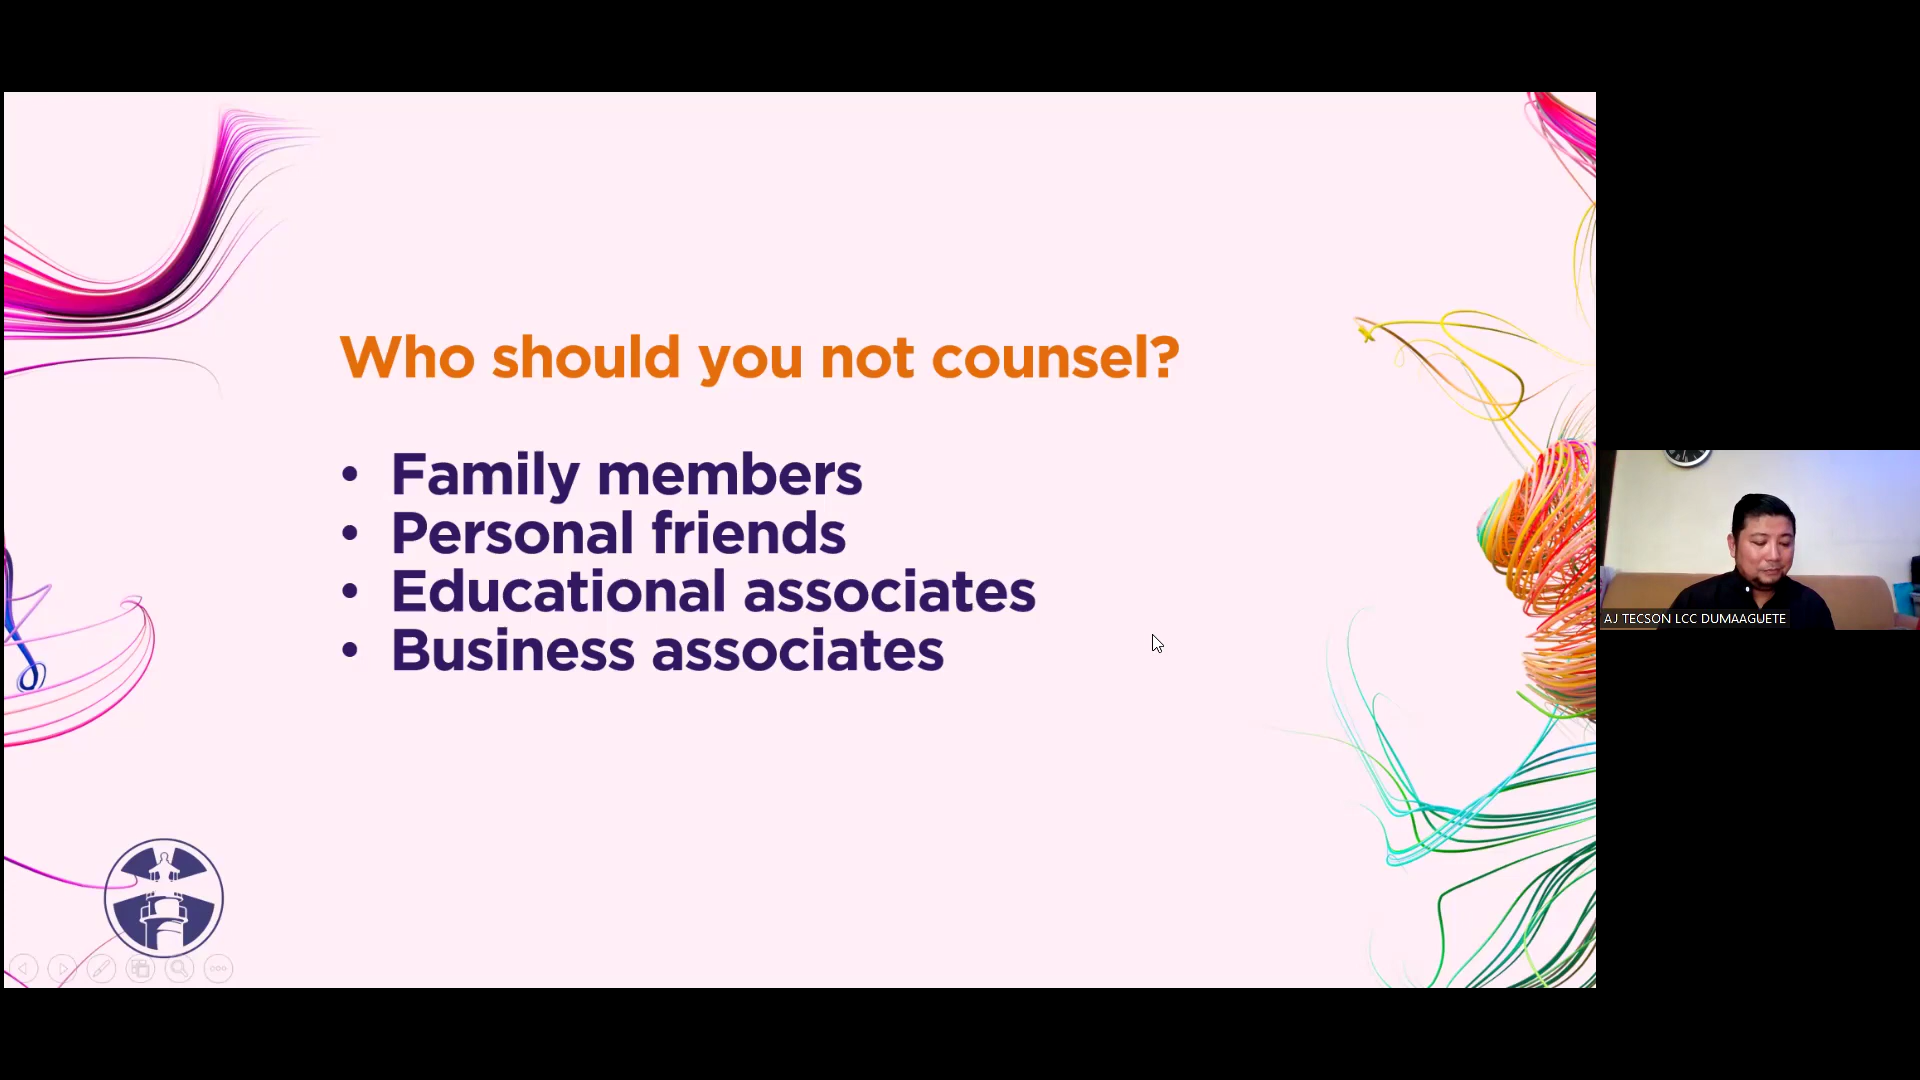 Who should you not counsel?
• Family members
• Personal friends
• Educational associates
• Business associates
AJ TECSON LCC DUMAAGUETE